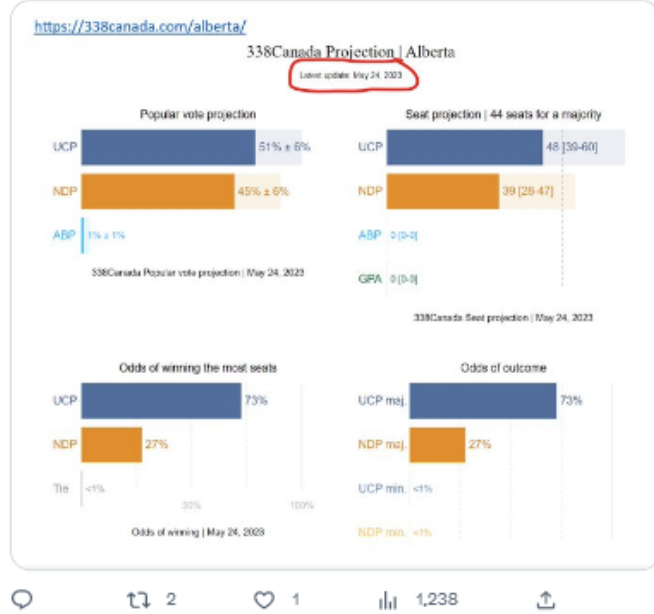 https://338canada.com/alberta/
338Canada Projection | Alberta
Latest update: May 24, 2023
Popular vote projection
UCP 51% ± 6%
NDP 45% ± 6%
ABP 1% ± 1%
338Canada Popular vote projection | May 24, 2023
Seat projection | 44 seats for a majority
UCP 48 [39-60]
NDP 39 [26-47]
ABP 0 [0-0]
GPA 0 [0-0]
338Canada Seat projection | May 24, 2023
Odds of winning the most seats
UCP 73%
NDP 27%
Tie <1%
50% 100%
Odds of winning | May 24, 2023
Odds of outcome
UCP maj. 73%
NDP maj. 27%
UCP min. <1%
NDP min. <1%
2 1 1,238